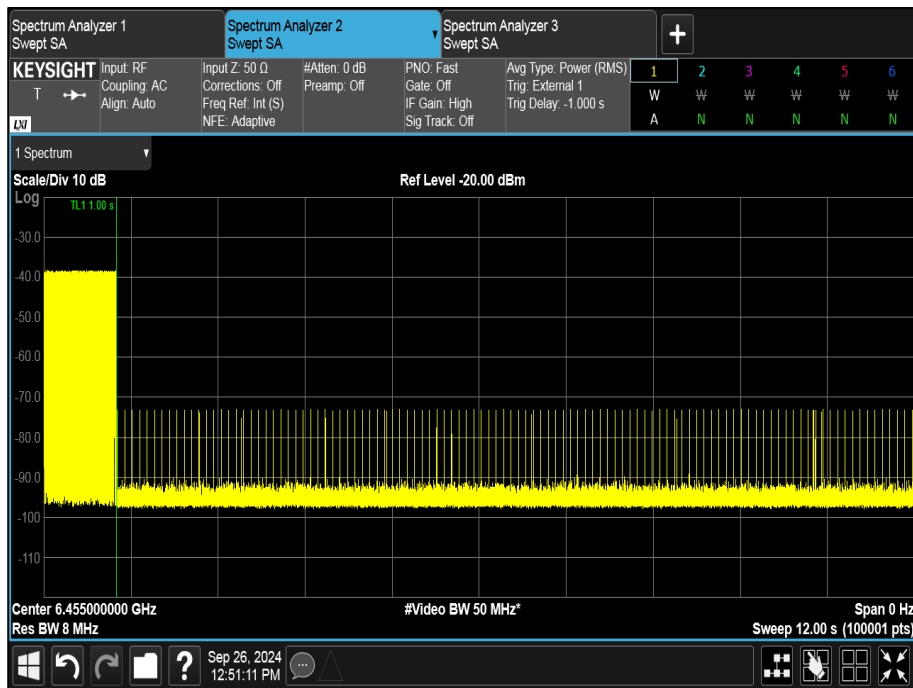 Spectrum Analyzer 1
Swept SA
Spectrum Analyzer 2
Swept SA
Spectrum Analyzer 3
Swept SA
KEYSIGHT
T
LXI
Input: RF
Coupling: AC
Align: Auto
Input Z: 50 Ω
Corrections: Off
Freq Ref: Int (S)
NFE: Adaptive
#Atten: 0 dB
Preamp: Off
PNO: Fast
Gate: Off
IF Gain: High
Sig Track: Off
Avg Type: Power (RMS)
Trig: External 1
Trig Delay: -1.000 s
1 2 3 4 5 6
W W W W W W
A N N N N N
1 Spectrum
Scale/Div 10 dB
Ref Level -20.00 dBm
Log
TL1 1.00 s
-30.0
-40.0
-50.0
-60.0
-70.0
-80.0
-90.0
-100
-110
Center 6.455000000 GHz
#Video BW 50 MHz*
Span 0 Hz
Res BW 8 MHz
Sweep 12.00 s (100001 pts)
Sep 26, 2024
12:51:11 PM